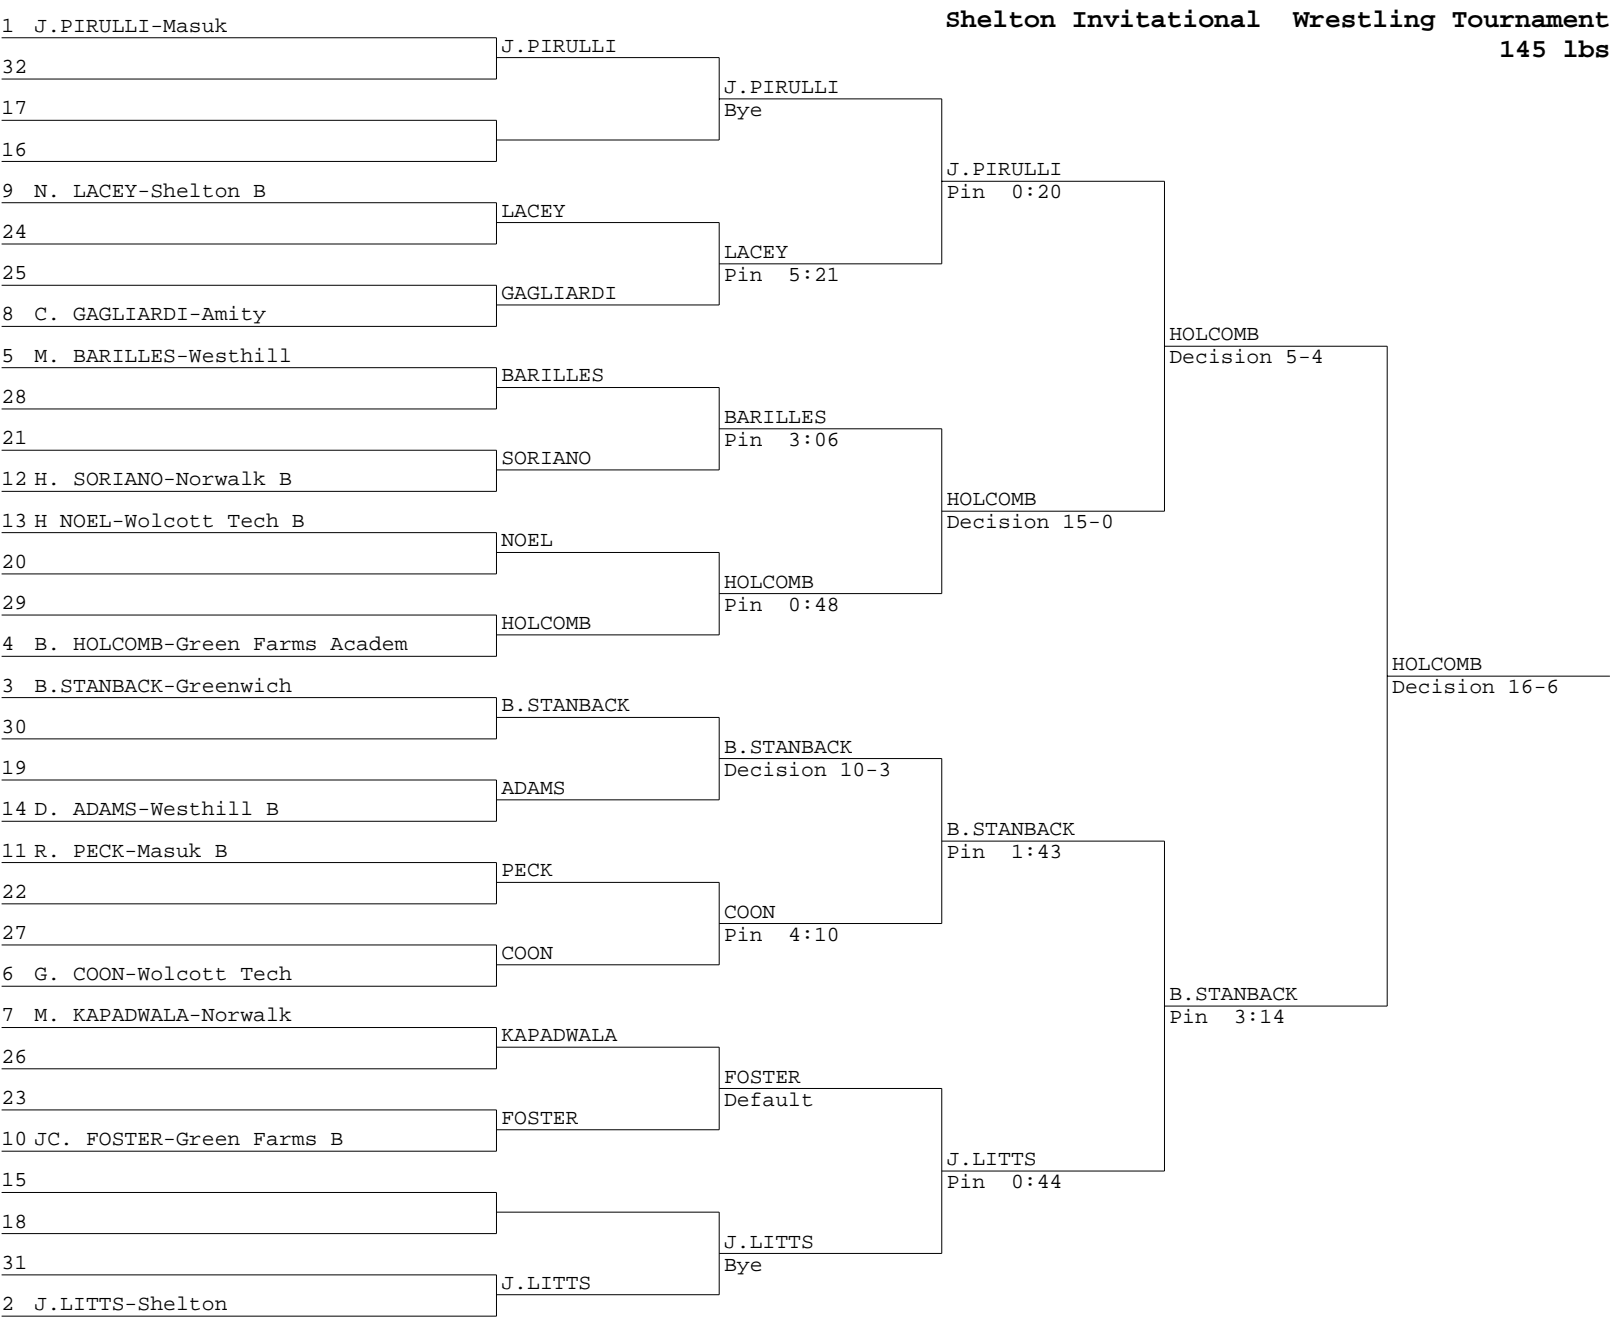 Shelton Invitational  Wrestling Tournament
145 lbs
1 J.PIRULLI-Masuk
32
17
16
9 N. LACEY-Shelton B
24
25
8 C. GAGLIARDI-Amity
5 M. BARILLES-Westhill
28
21
12 H. SORIANO-Norwalk B
13 H NOEL-Wolcott Tech B
20
29
4 B. HOLCOMB-Green Farms Academ
3 B.STANBACK-Greenwich
30
19
14 D. ADAMS-Westhill B
11 R. PECK-Masuk B
22
27
6 G. COON-Wolcott Tech
7 M. KAPADWALA-Norwalk
26
23
10 JC. FOSTER-Green Farms B
15
18
31
2 J.LITTS-Shelton
J.PIRULLI
LACEY
GAGLIARDI
BARILLES
SORIANO
NOEL
HOLCOMB
B.STANBACK
ADAMS
PECK
COON
KAPADWALA
FOSTER
J.LITTS
J.PIRULLI
Bye
LACEY
Pin 5:21
BARILLES
Pin 3:06
HOLCOMB
Pin 0:48
B.STANBACK
Decision 10-3
COON
Pin 4:10
FOSTER
Default
J.LITTS
Bye
J.PIRULLI
Pin 0:20
HOLCOMB
Decision 15-0
B.STANBACK
Pin 1:43
J.LITTS
Pin 0:44
HOLCOMB
Decision 5-4
B.STANBACK
Pin 3:14
HOLCOMB
Decision 16-6